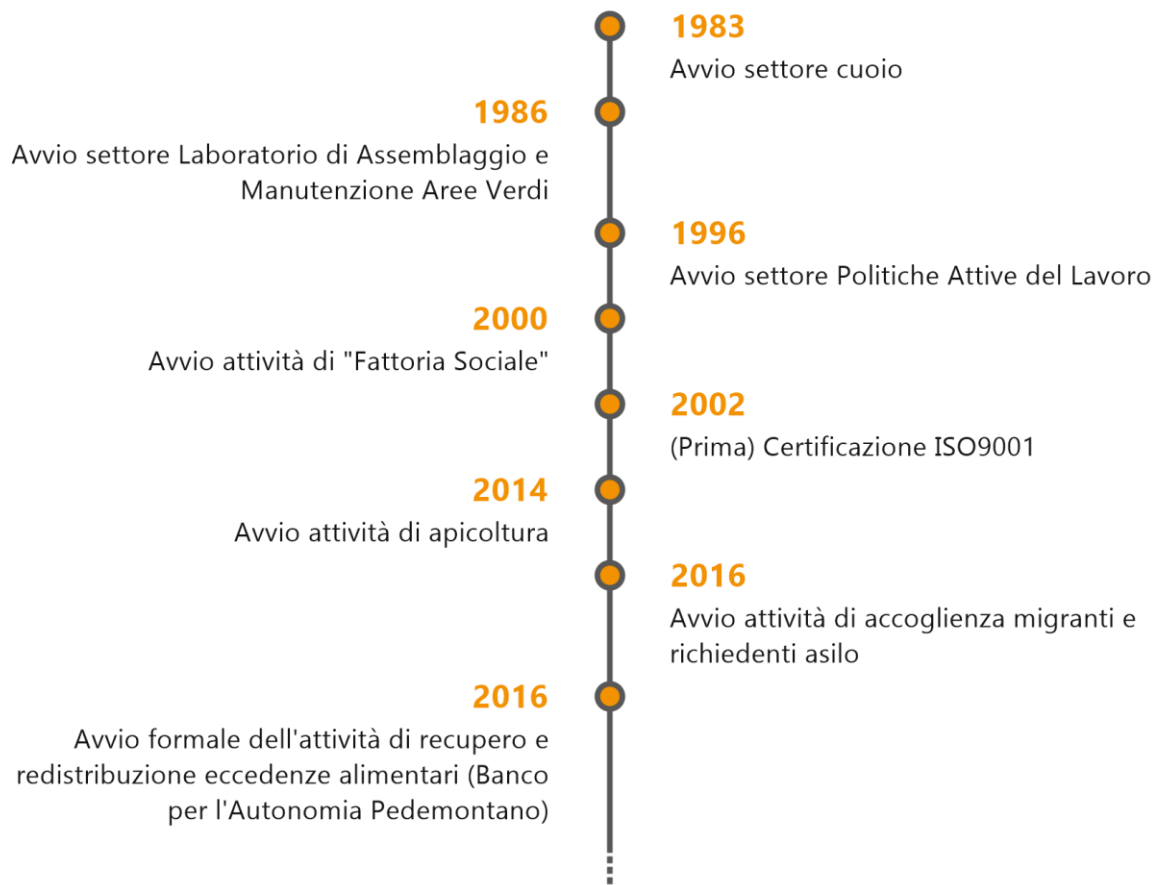 1983
Avvio settore cuoio
1986
Avvio settore Laboratorio di Assemblaggio e
Manutenzione Aree Verdi
1996
Avvio settore Politiche Attive del Lavoro
2000
Avvio attività di "Fattoria Sociale"
2002
(Prima) Certificazione ISO9001
2014
Avvio attività di apicoltura
2016
Avvio attività di accoglienza migranti e
richiedenti asilo
2016
Avvio formale dell'attività di recupero e
redistribuzione eccedenze alimentari (Banco
per l'Autonomia Pedemontano)